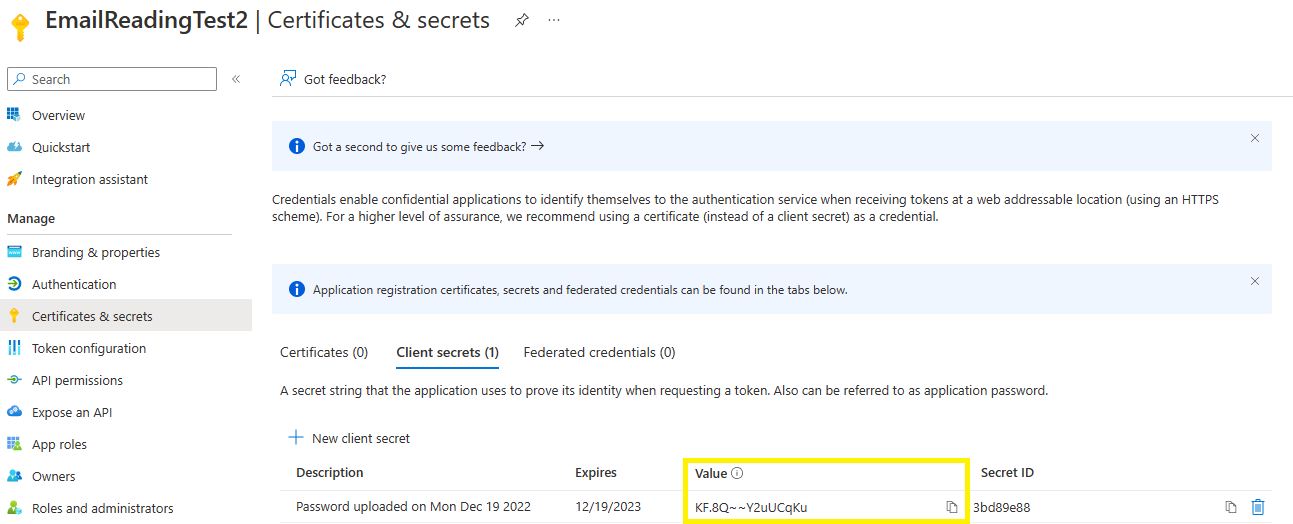 EmailReadingTest2 | Certificates & secrets
Search
Got feedback?
Overview
Quickstart
Integration assistant
Manage
Branding & properties
Authentication
Certificates & secrets
Token configuration
API permissions
Expose an API
App roles
Owners
Roles and administrators
Got a second to give us some feedback?
Credentials enable confidential applications to identify themselves to the authentication service when receiving tokens at a web addressable location (using an HTTPS
scheme). For a higher level of assurance, we recommend using a certificate (instead of a client secret) as a credential.
Application registration certificates, secrets and federated credentials can be found in the tabs below.
Certificates (0) Client secrets (1) Federated credentials (0)
A secret string that the application uses to prove its identity when requesting a token. Also can be referred to as application password.
New client secret
Description Expires Value Secret ID
Password uploaded on Mon Dec 19 2022 12/19/2023 KF.8Q~~Y2uUCqKu 3bd89e88